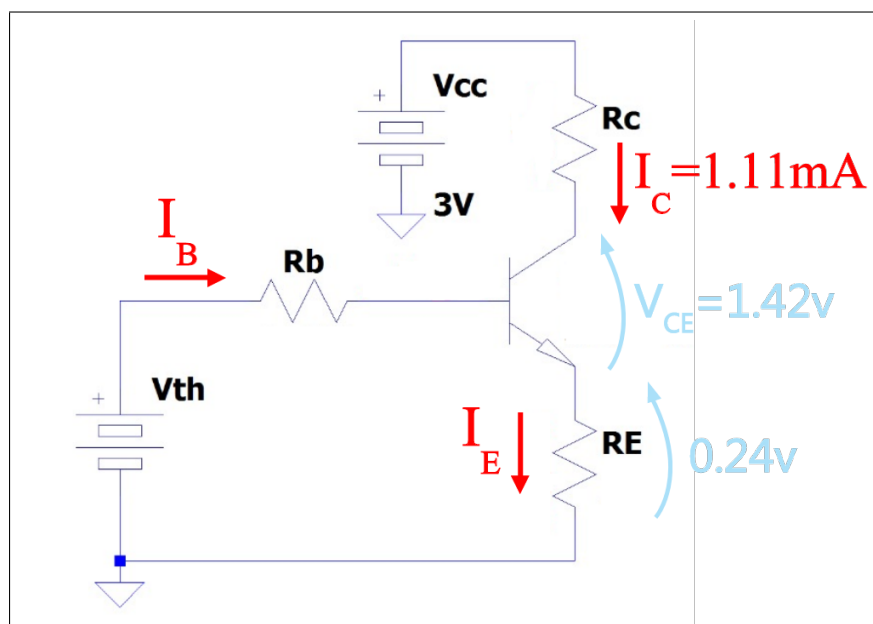 +
Vcc
Rc
I_C=1.11mA
3V
I_B
Rb
V_CE=1.42v
+
Vth
I_E
RE
0.24v